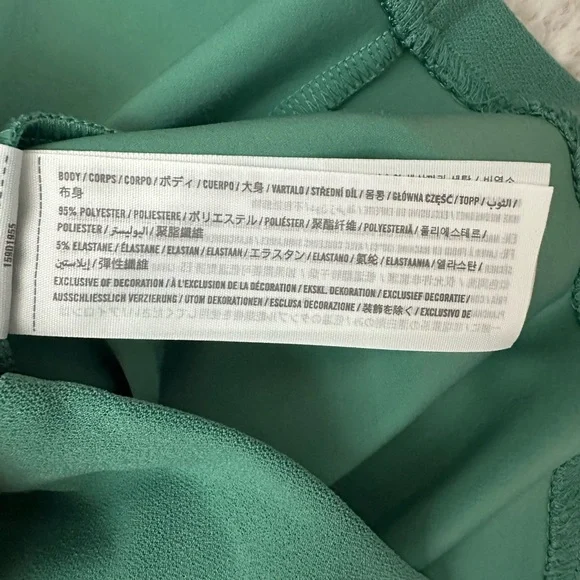 BODY / CORPS / CORPO / ボディ / CUERPO / 大身 / VARTALO / STŘEDNÍ DÍL / 몸통 / GŁÓWNA CZĘŚĆ / TOPP / الثوب /
布身
95% POLYESTER / POLIESTERE / ポリエステル / POLIÉSTER / 聚酯纤维 / POLYESTERIÄ / 폴리에스테르 /
POLIESTER / البوليستر / 聚脂纖維
5% ELASTANE / ÉLASTANE / ELASTAN / ELASTAAN / エラスタン / ELASTANO / 氨纶 / ELASTAANIA / 엘라스탄 /
إيلاستين / 彈性纖維
EXCLUSIVE OF DECORATION / À L'EXCLUSION DE LA DÉCORATION / EKSKL. DEKORATION / EXCLUSIEF DECORATIE /
AUSSCHLIESSLICH VERZIERUNG / UTOM DEKORATIONEN / ESCLUSA DECORAZIONE / 装飾を除く / EXCLUSIVO DE